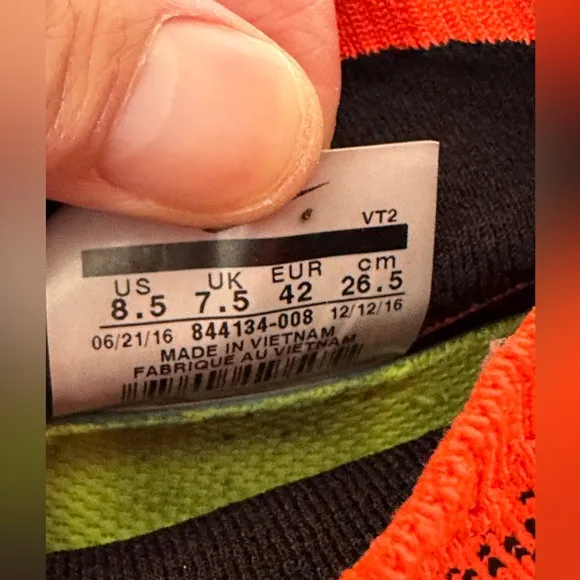 VT2
US UK EUR cm
8.5 7.5 42 26.5
06/21/16 844134-008 12/12/16
MADE IN VIETNAM
FABRIQUE AU VIETNAM